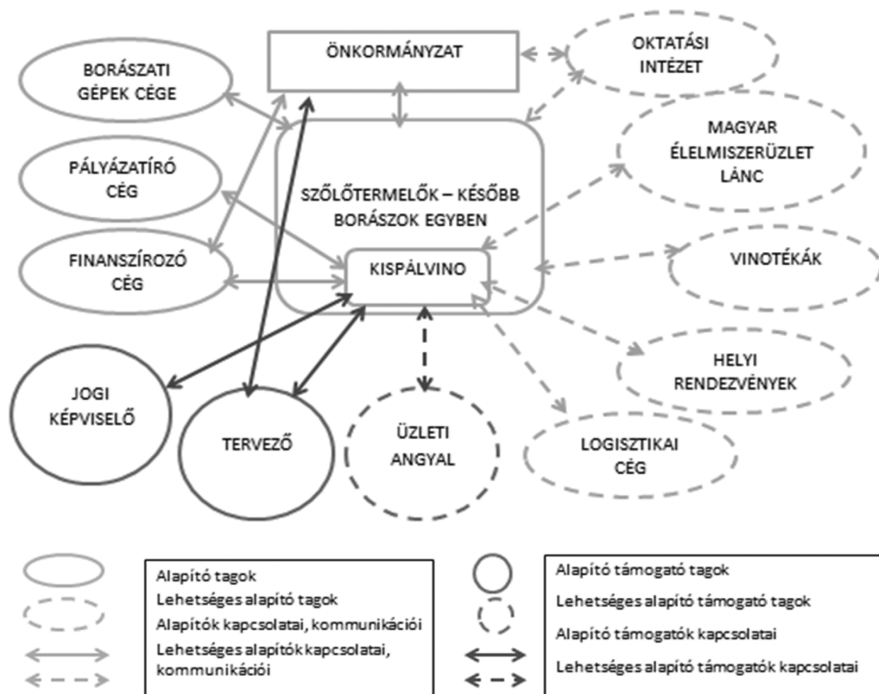 ÖNKORMÁNYZAT
OKTATÁSI
INTÉZET
BORÁSZATI
GÉPEK CÉGE
MAGYAR
ÉLELMISZERÜZLET
LÁNC
PÁLYÁZATÍRÓ
CÉG
SZŐLŐTERMELŐK – KÉSŐBB
BORÁSZOK EGYBEN
FINANSZÍROZÓ
CÉG
KISPÁLVINO
VINOTÉKÁK
HELYI
RENDEZVÉNYEK
JOGI
KÉPVISELŐ
TERVEZŐ
ÜZLETI
ANGYAL
LOGISZTIKAI
CÉG
Alapító tagok
Lehetséges alapító tagok
Alapítók kapcsolatai, kommunikációi
Lehetséges alapítók kapcsolatai,
kommunikációi
Alapító támogató tagok
Lehetséges alapító támogató tagok
Alapító támogatók kapcsolatai
Lehetséges alapító támogatók kapcsolatai